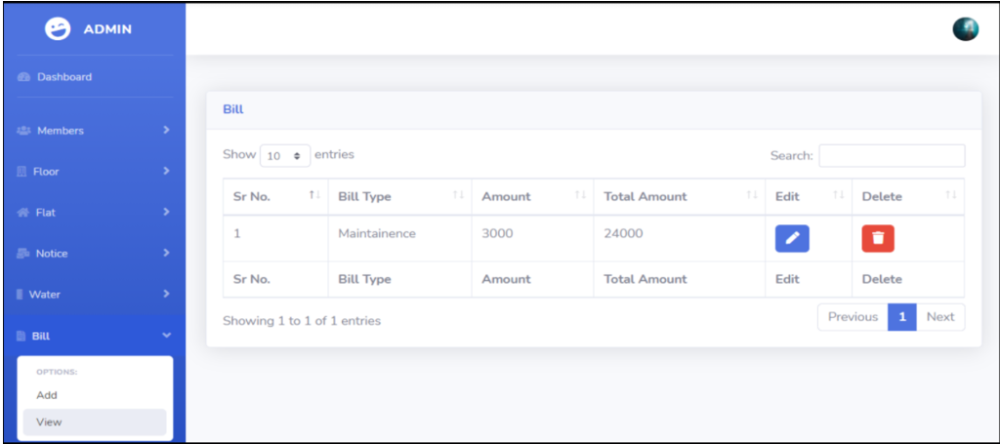 ADMIN
Dashboard
Members
Floor
Flat
Notice
Water
Bill
OPTIONS:
Add
View
Bill
Show 10 entries
Search:
Sr No. Bill Type Amount Total Amount Edit Delete
1 Maintainence 3000 24000
Sr No. Bill Type Amount Total Amount Edit Delete
Showing 1 to 1 of 1 entries
Previous 1 Next